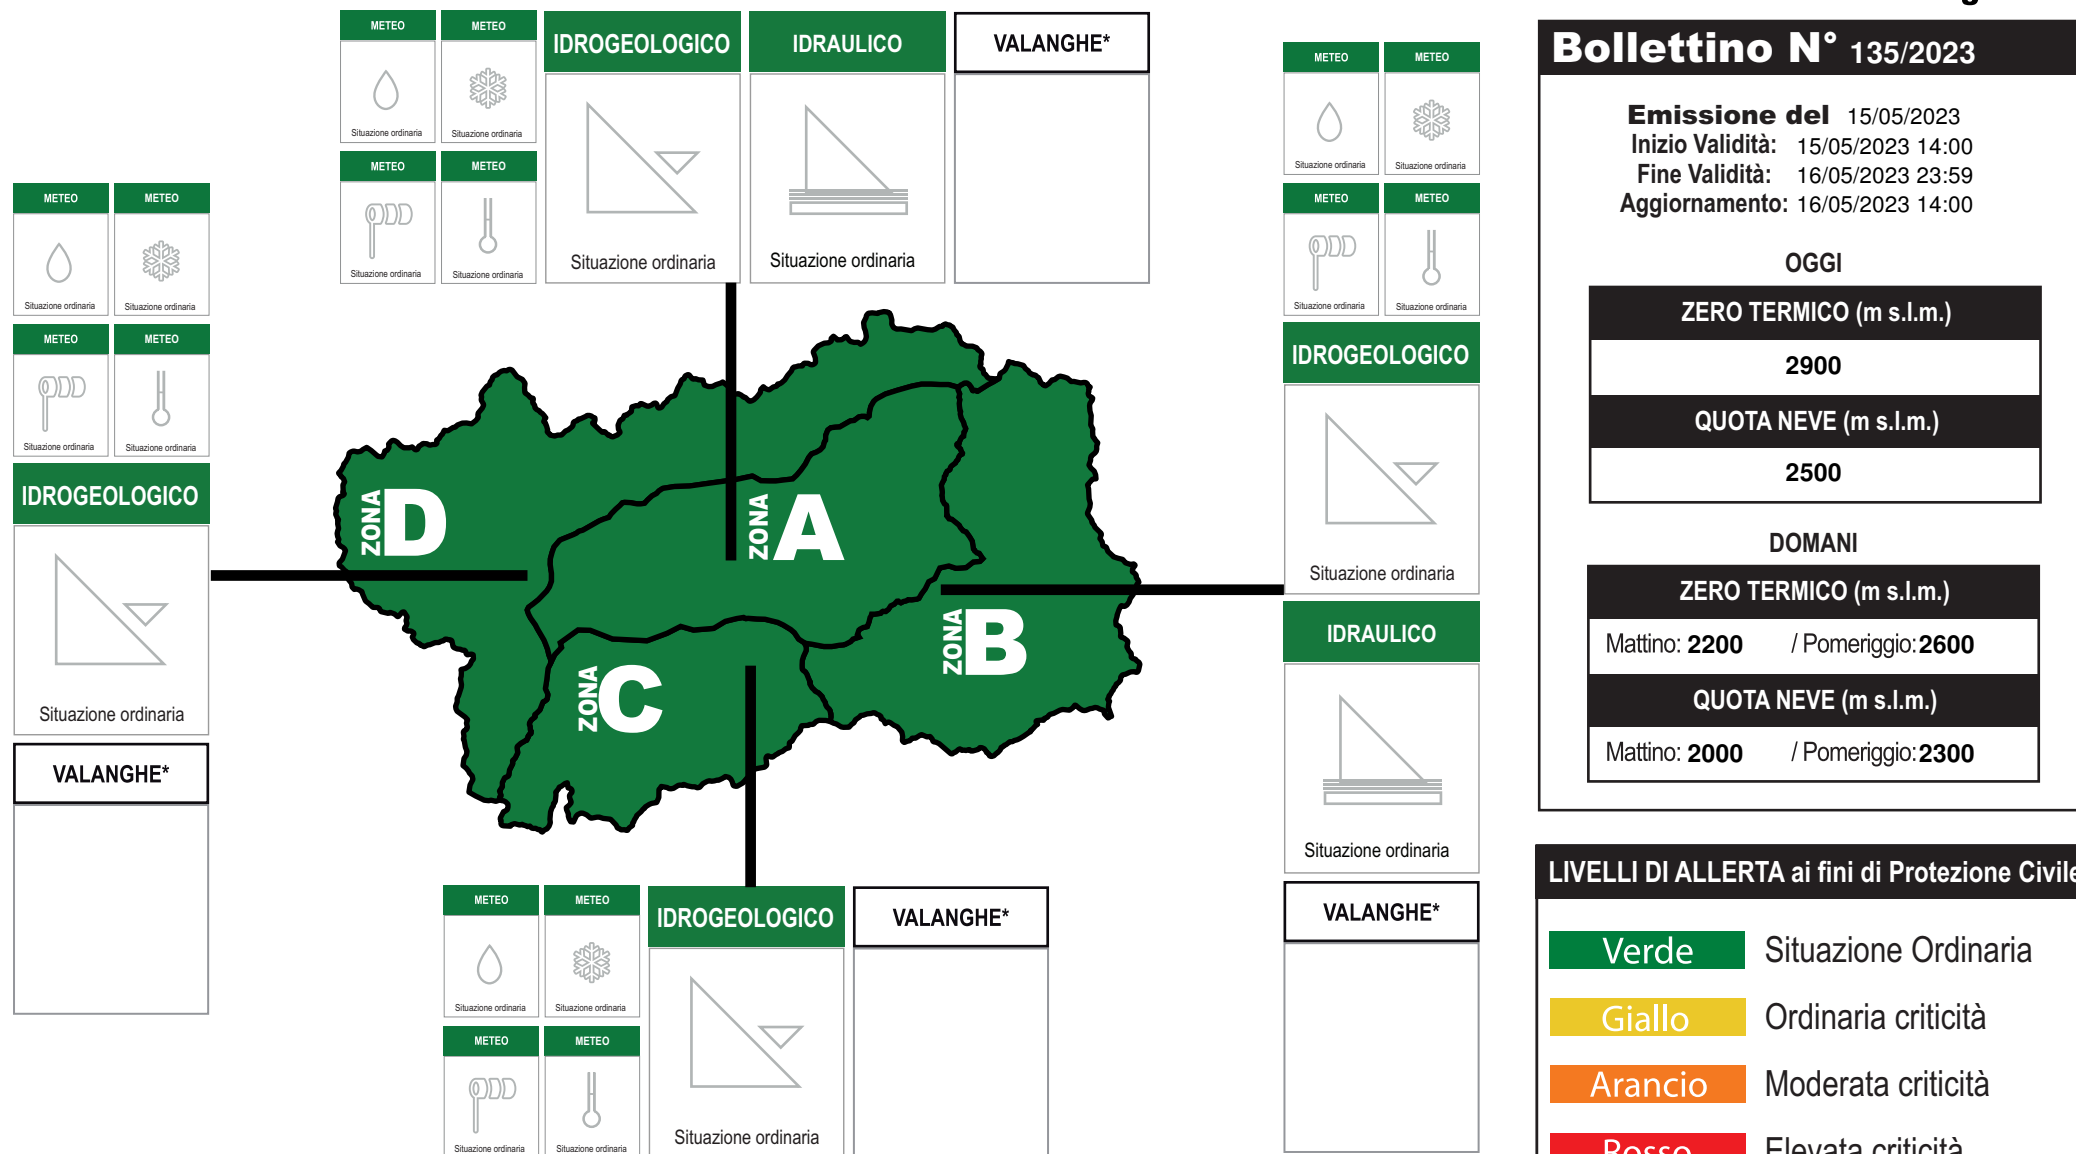 METEO
METEO
Situazione ordinaria
Situazione ordinaria
METEO
METEO
Situazione ordinaria
Situazione ordinaria
IDROGEOLOGICO
Situazione ordinaria
IDRAULICO
Situazione ordinaria
VALANGHE*
METEO
METEO
Situazione ordinaria
Situazione ordinaria
METEO
METEO
Situazione ordinaria
Situazione ordinaria
IDROGEOLOGICO
Situazione ordinaria
VALANGHE*
ZONA D
ZONA A
ZONA B
ZONA C
METEO
METEO
Situazione ordinaria
Situazione ordinaria
METEO
METEO
Situazione ordinaria
Situazione ordinaria
IDROGEOLOGICO
Situazione ordinaria
IDRAULICO
Situazione ordinaria
VALANGHE*
METEO
METEO
Situazione ordinaria
Situazione ordinaria
METEO
METEO
Situazione ordinaria
Situazione ordinaria
IDROGEOLOGICO
Situazione ordinaria
VALANGHE*
Bollettino N° 135/2023
Emissione del 15/05/2023
Inizio Validità: 15/05/2023 14:00
Fine Validità: 16/05/2023 23:59
Aggiornamento: 16/05/2023 14:00
OGGI
ZERO TERMICO (m s.l.m.)
2900
QUOTA NEVE (m s.l.m.)
2500
DOMANI
ZERO TERMICO (m s.l.m.)
Mattino: 2200 / Pomeriggio: 2600
QUOTA NEVE (m s.l.m.)
Mattino: 2000 / Pomeriggio: 2300
LIVELLI DI ALLERTA ai fini di Protezione Civile
Verde Situazione Ordinaria
Giallo Ordinaria criticità
Arancio Moderata criticità
Rosso Elevata criticità